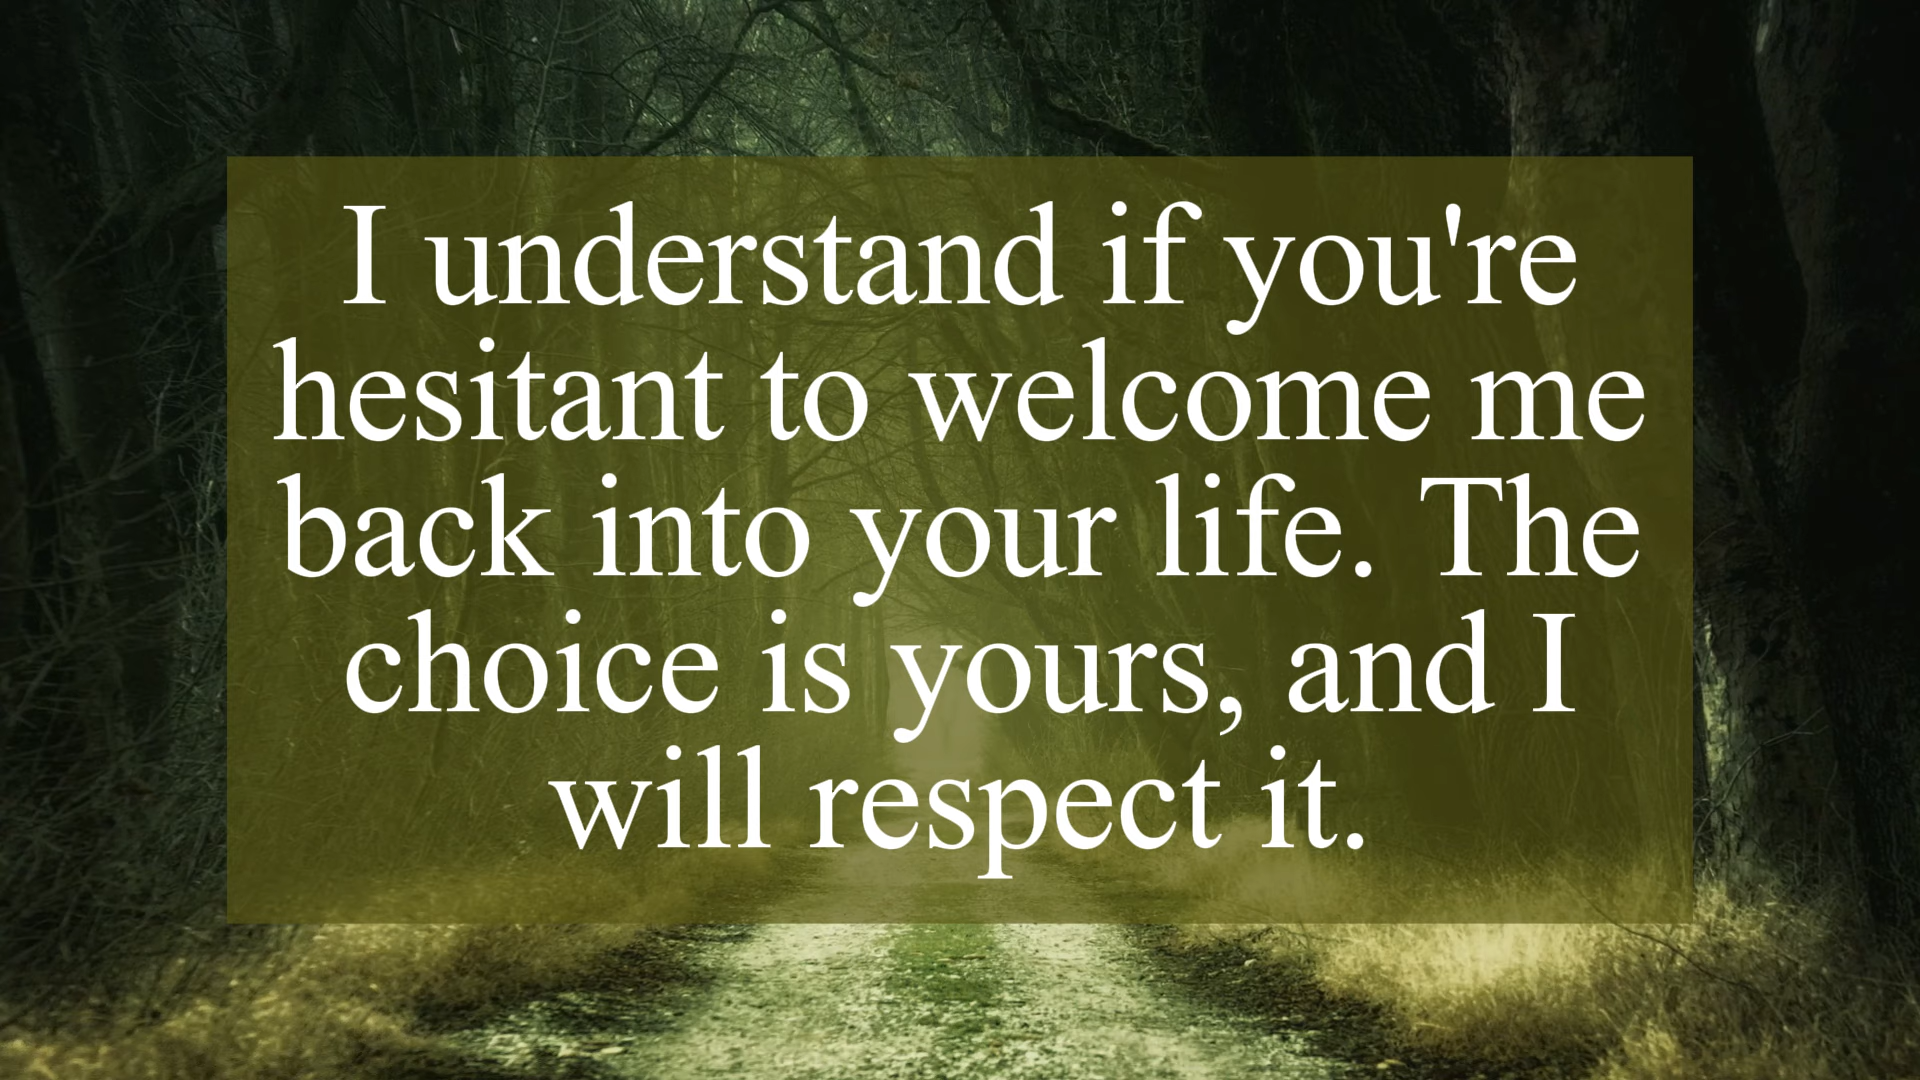 I understand if you're
hesitant to welcome me
back into your life. The
choice is yours, and I
will respect it.